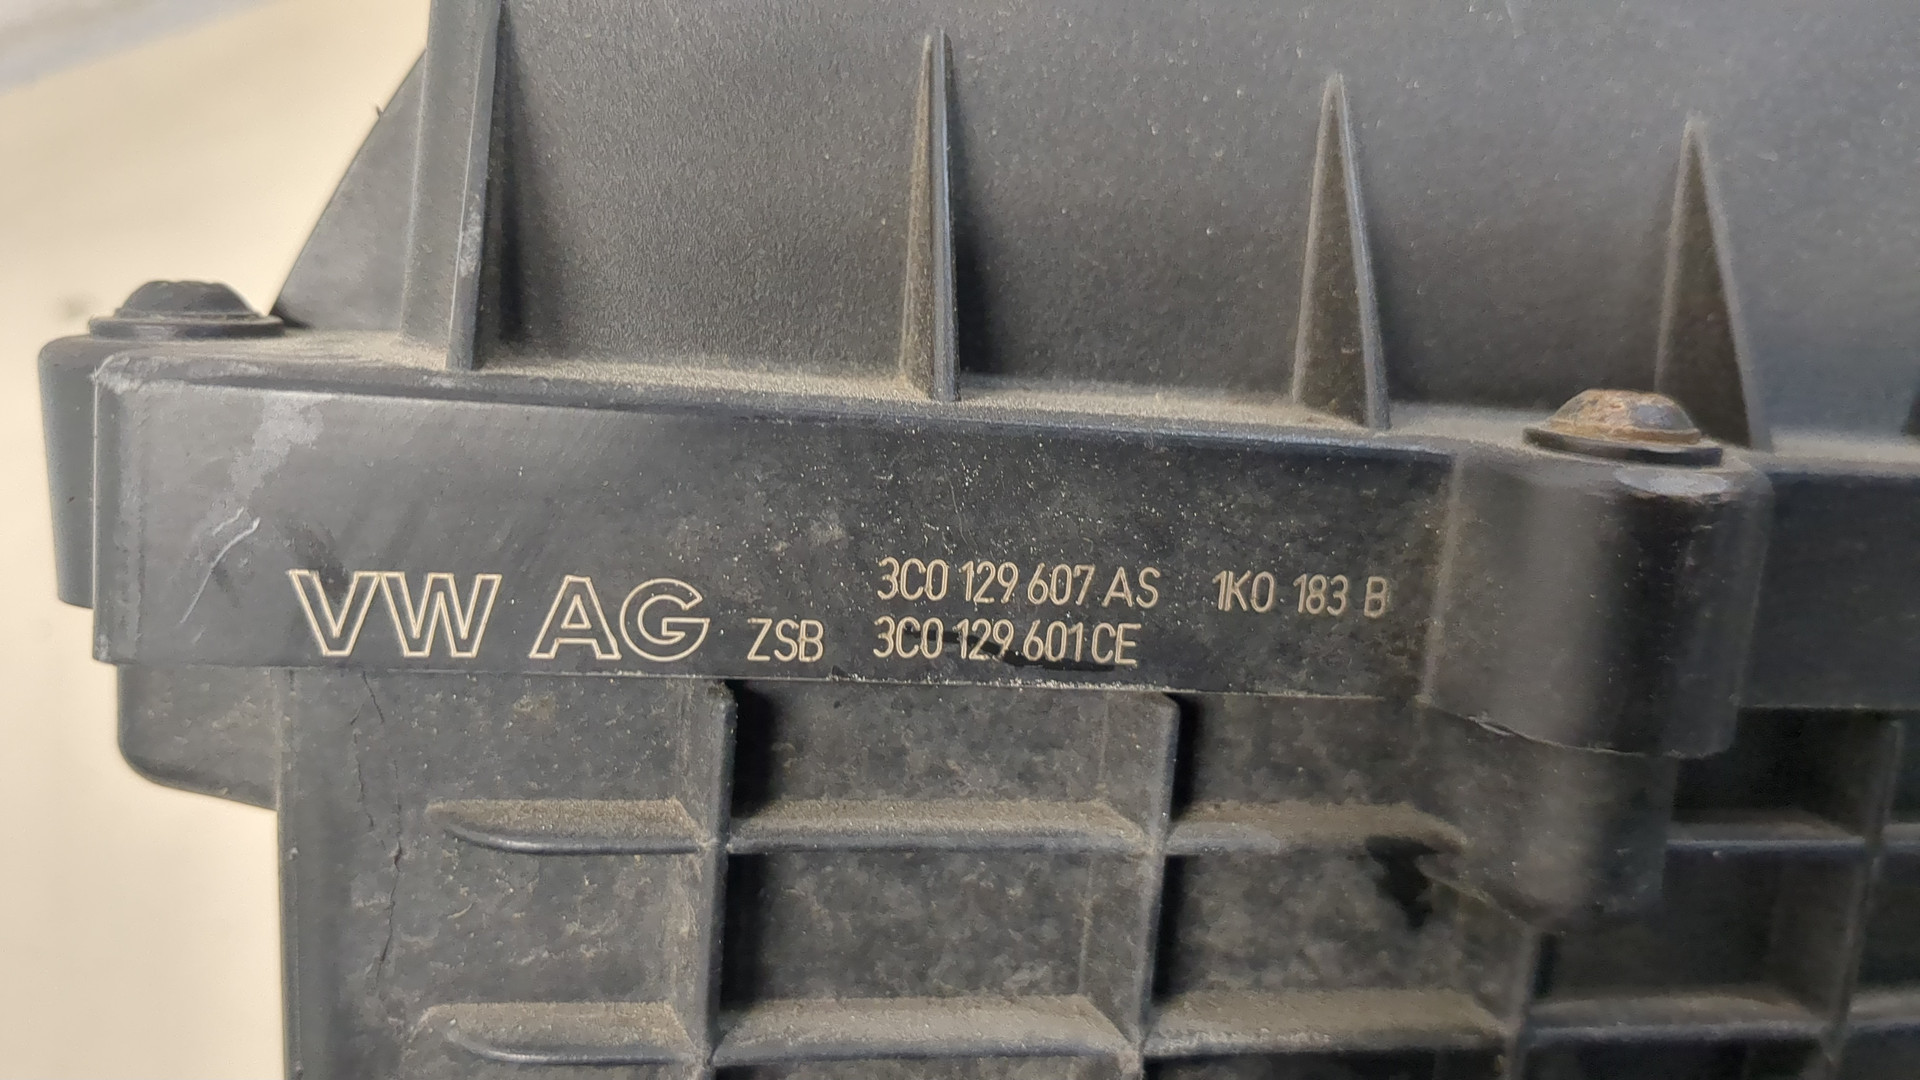 3C0 129 607 AS 1K0 183 B
VW AG ZSB 3C0 129 601 CE